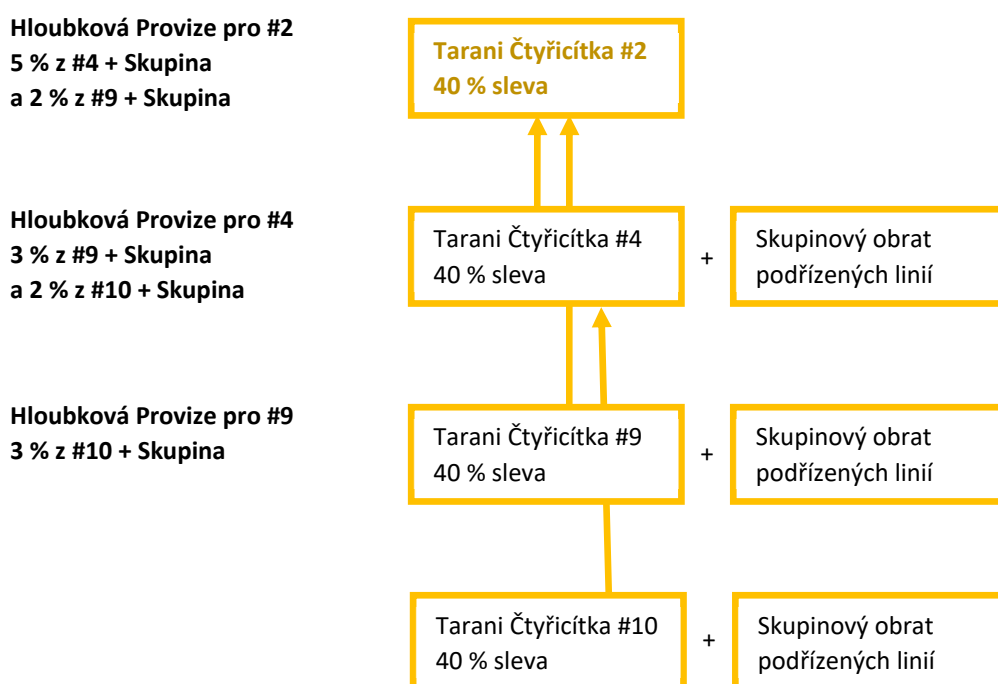 Hloubková Provize pro #2
5 % z #4 + Skupina
a 2 % z #9 + Skupina
Tarani Čtyřicítka #2
40 % sleva
Hloubková Provize pro #4
3 % z #9 + Skupina
a 2 % z #10 + Skupina
Tarani Čtyřicítka #4
40 % sleva
+
Skupinový obrat
podřízených linií
Hloubková Provize pro #9
3 % z #10 + Skupina
Tarani Čtyřicítka #9
40 % sleva
+
Skupinový obrat
podřízených linií
Tarani Čtyřicítka #10
40 % sleva
+
Skupinový obrat
podřízených linií